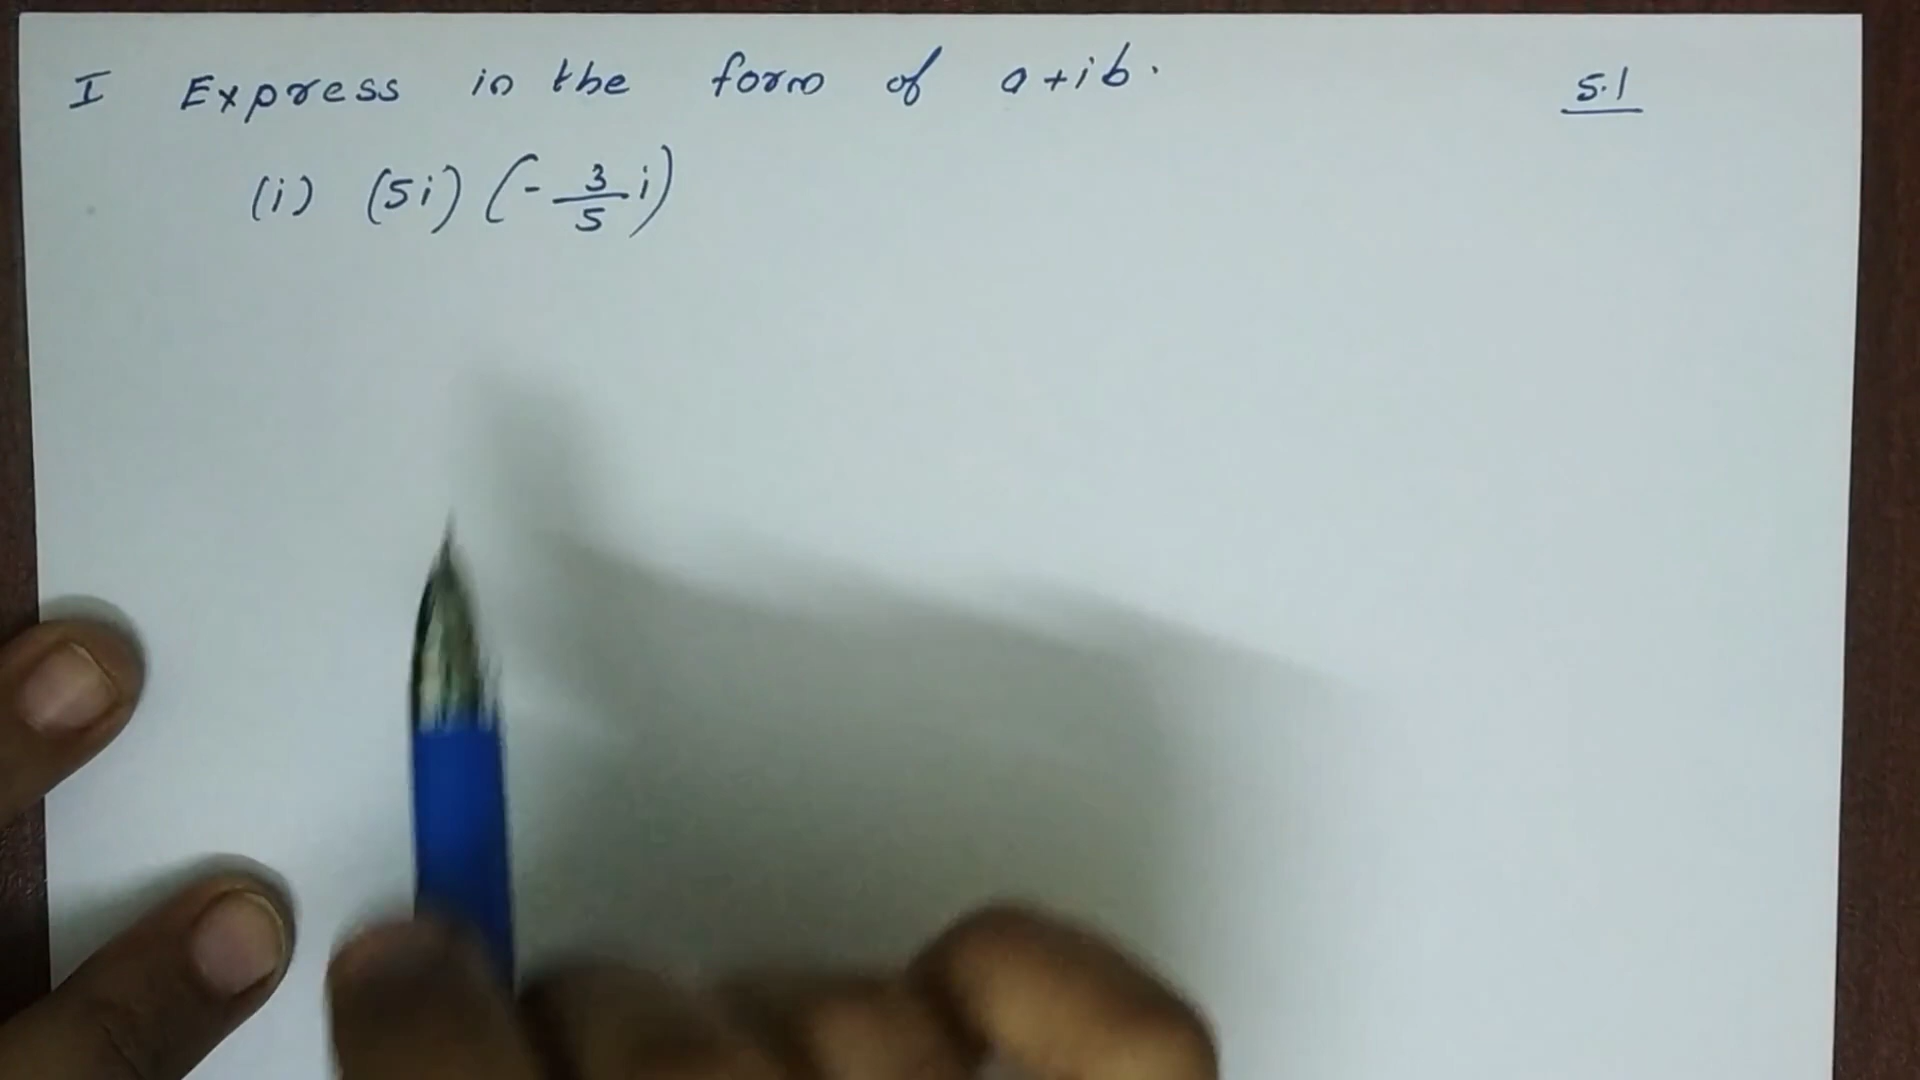 I Express in the form of a+ib. 5.1
(i) (5i) (- 3/5 i)